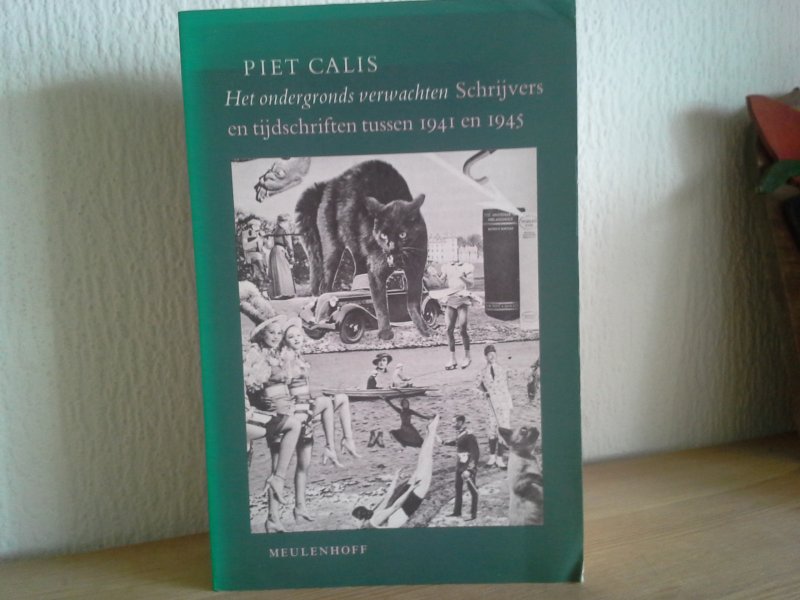 PIET CALIS
Het ondergronds verwachten Schrijvers
en tijdschriften tussen 1941 en 1945
MEULENHOFF